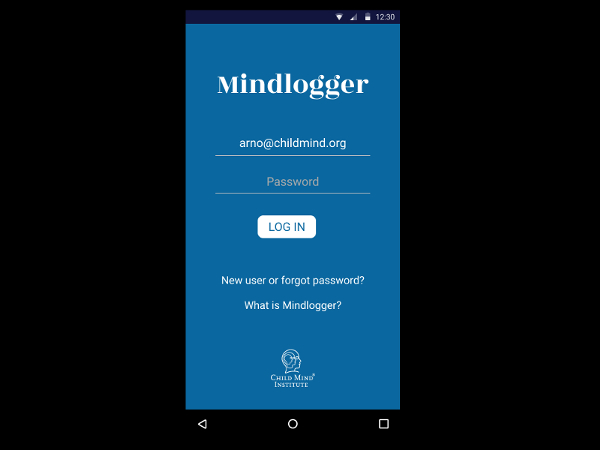 12:30
Mindlogger
arno@childmind.org
Password
LOG IN
New user or forgot password?
What is Mindlogger?
CHILD MIND®
INSTITUTE